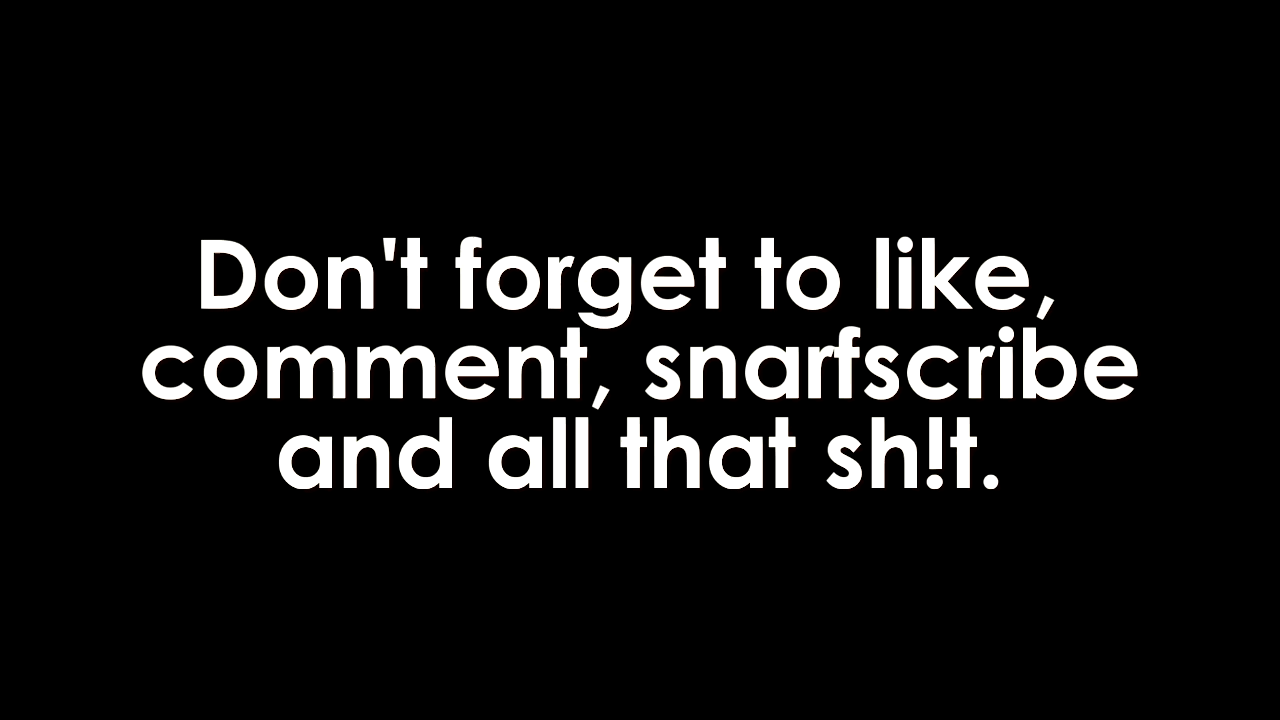 Don't forget to like,
comment, snarfscribe
and all that sh!t.